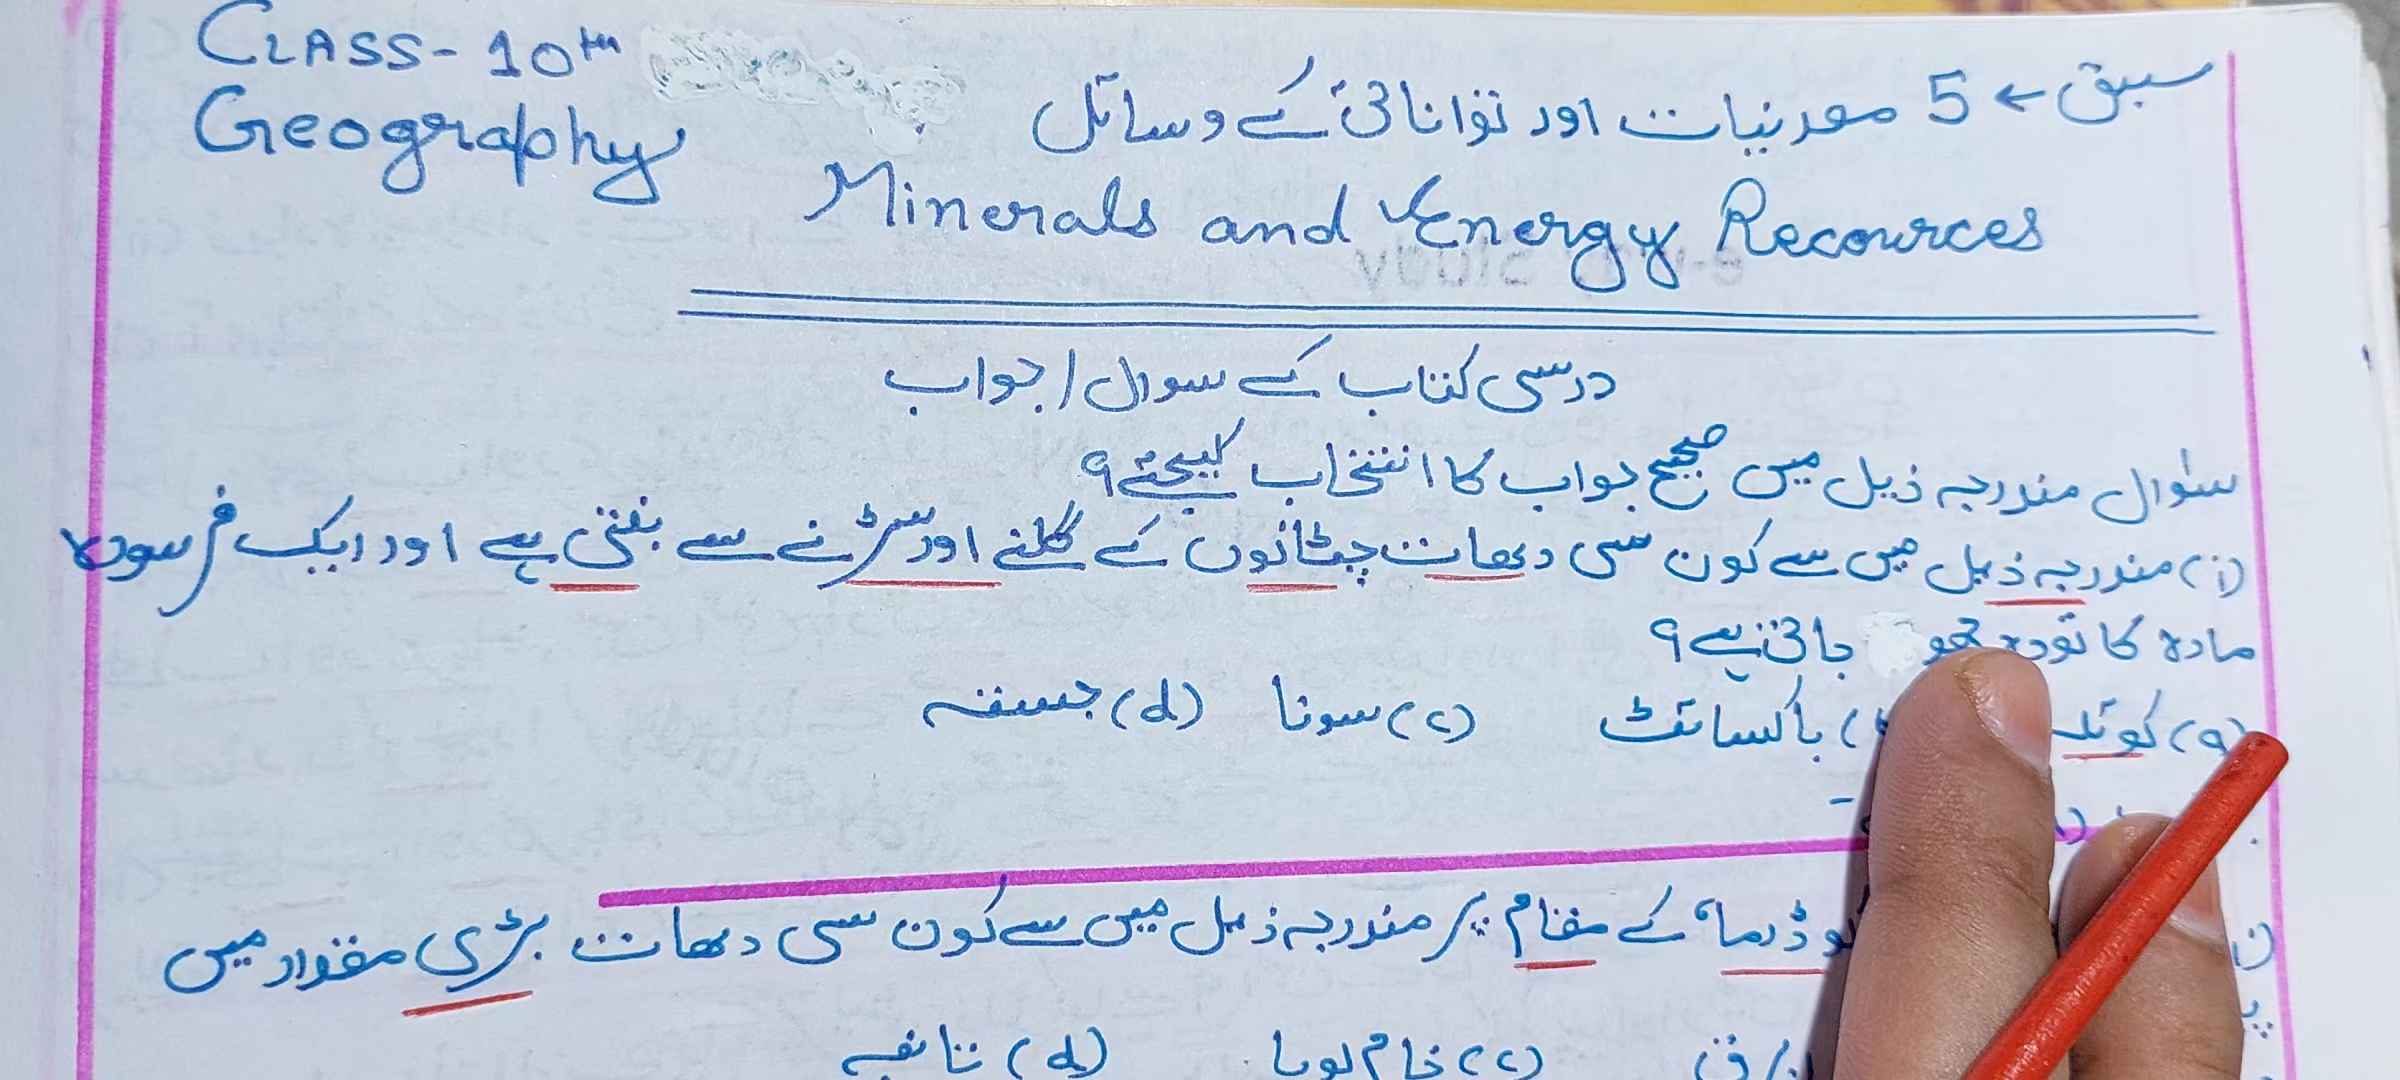 CLASS- 10th
Geography
سبق ← 5 معدنیات اور توانائی کے وسائل
Minerals and Energy Recources
درسی کتاب کے سوال / جواب
سوال مندرجہ ذیل میں صحیح جواب کا انتخاب کیجئے؟
(i) مندرجہ ذیل میں سے کون سی دھات چٹانوں کے گلنے اور سڑنے سے بنتی ہے اور ایک فرسودہ
مادہ کا تودہ جاتی ہے؟
(a) کوئلہ ) باکسائٹ (c) سونا (d) جستہ
کے مقام پر مندرجہ ذیل میں سے کون سی دھات بڑی مقدار میں
(c) خام لوہا (d) تانبہ